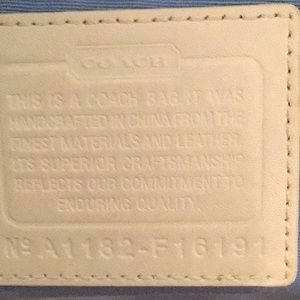 COACH
THIS IS A COACH BAG. IT WAS
HANDCRAFTED IN CHINA FROM THE
FINEST MATERIALS AND LEATHER.
ITS SUPERIOR CRAFTSMANSHIP
REFLECTS OUR COMMITMENT TO
ENDURING QUALITY.
Nº A1182-F16191